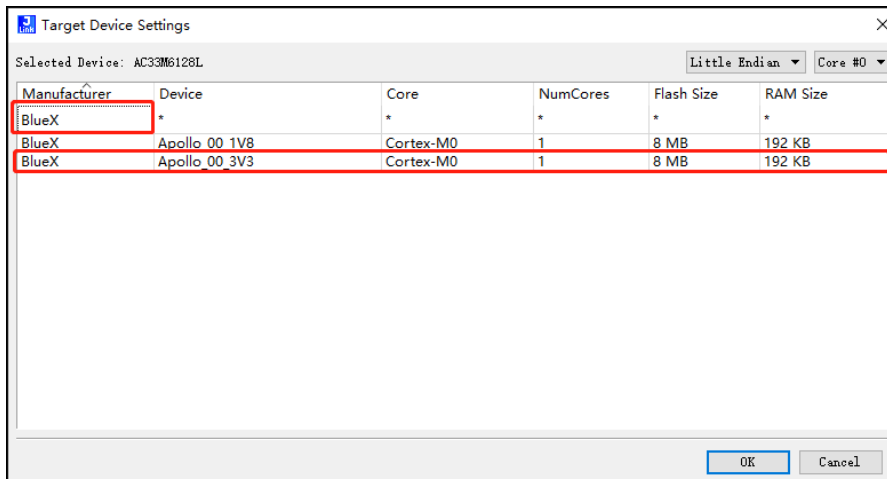 J Link Target Device Settings
Selected Device: AC33M6128L Little Endian Core #0
Manufacturer Device Core NumCores Flash Size RAM Size
BlueX * * * * *
BlueX Apollo_00_1V8 Cortex-M0 1 8 MB 192 KB
BlueX Apollo_00_3V3 Cortex-M0 1 8 MB 192 KB
OK Cancel